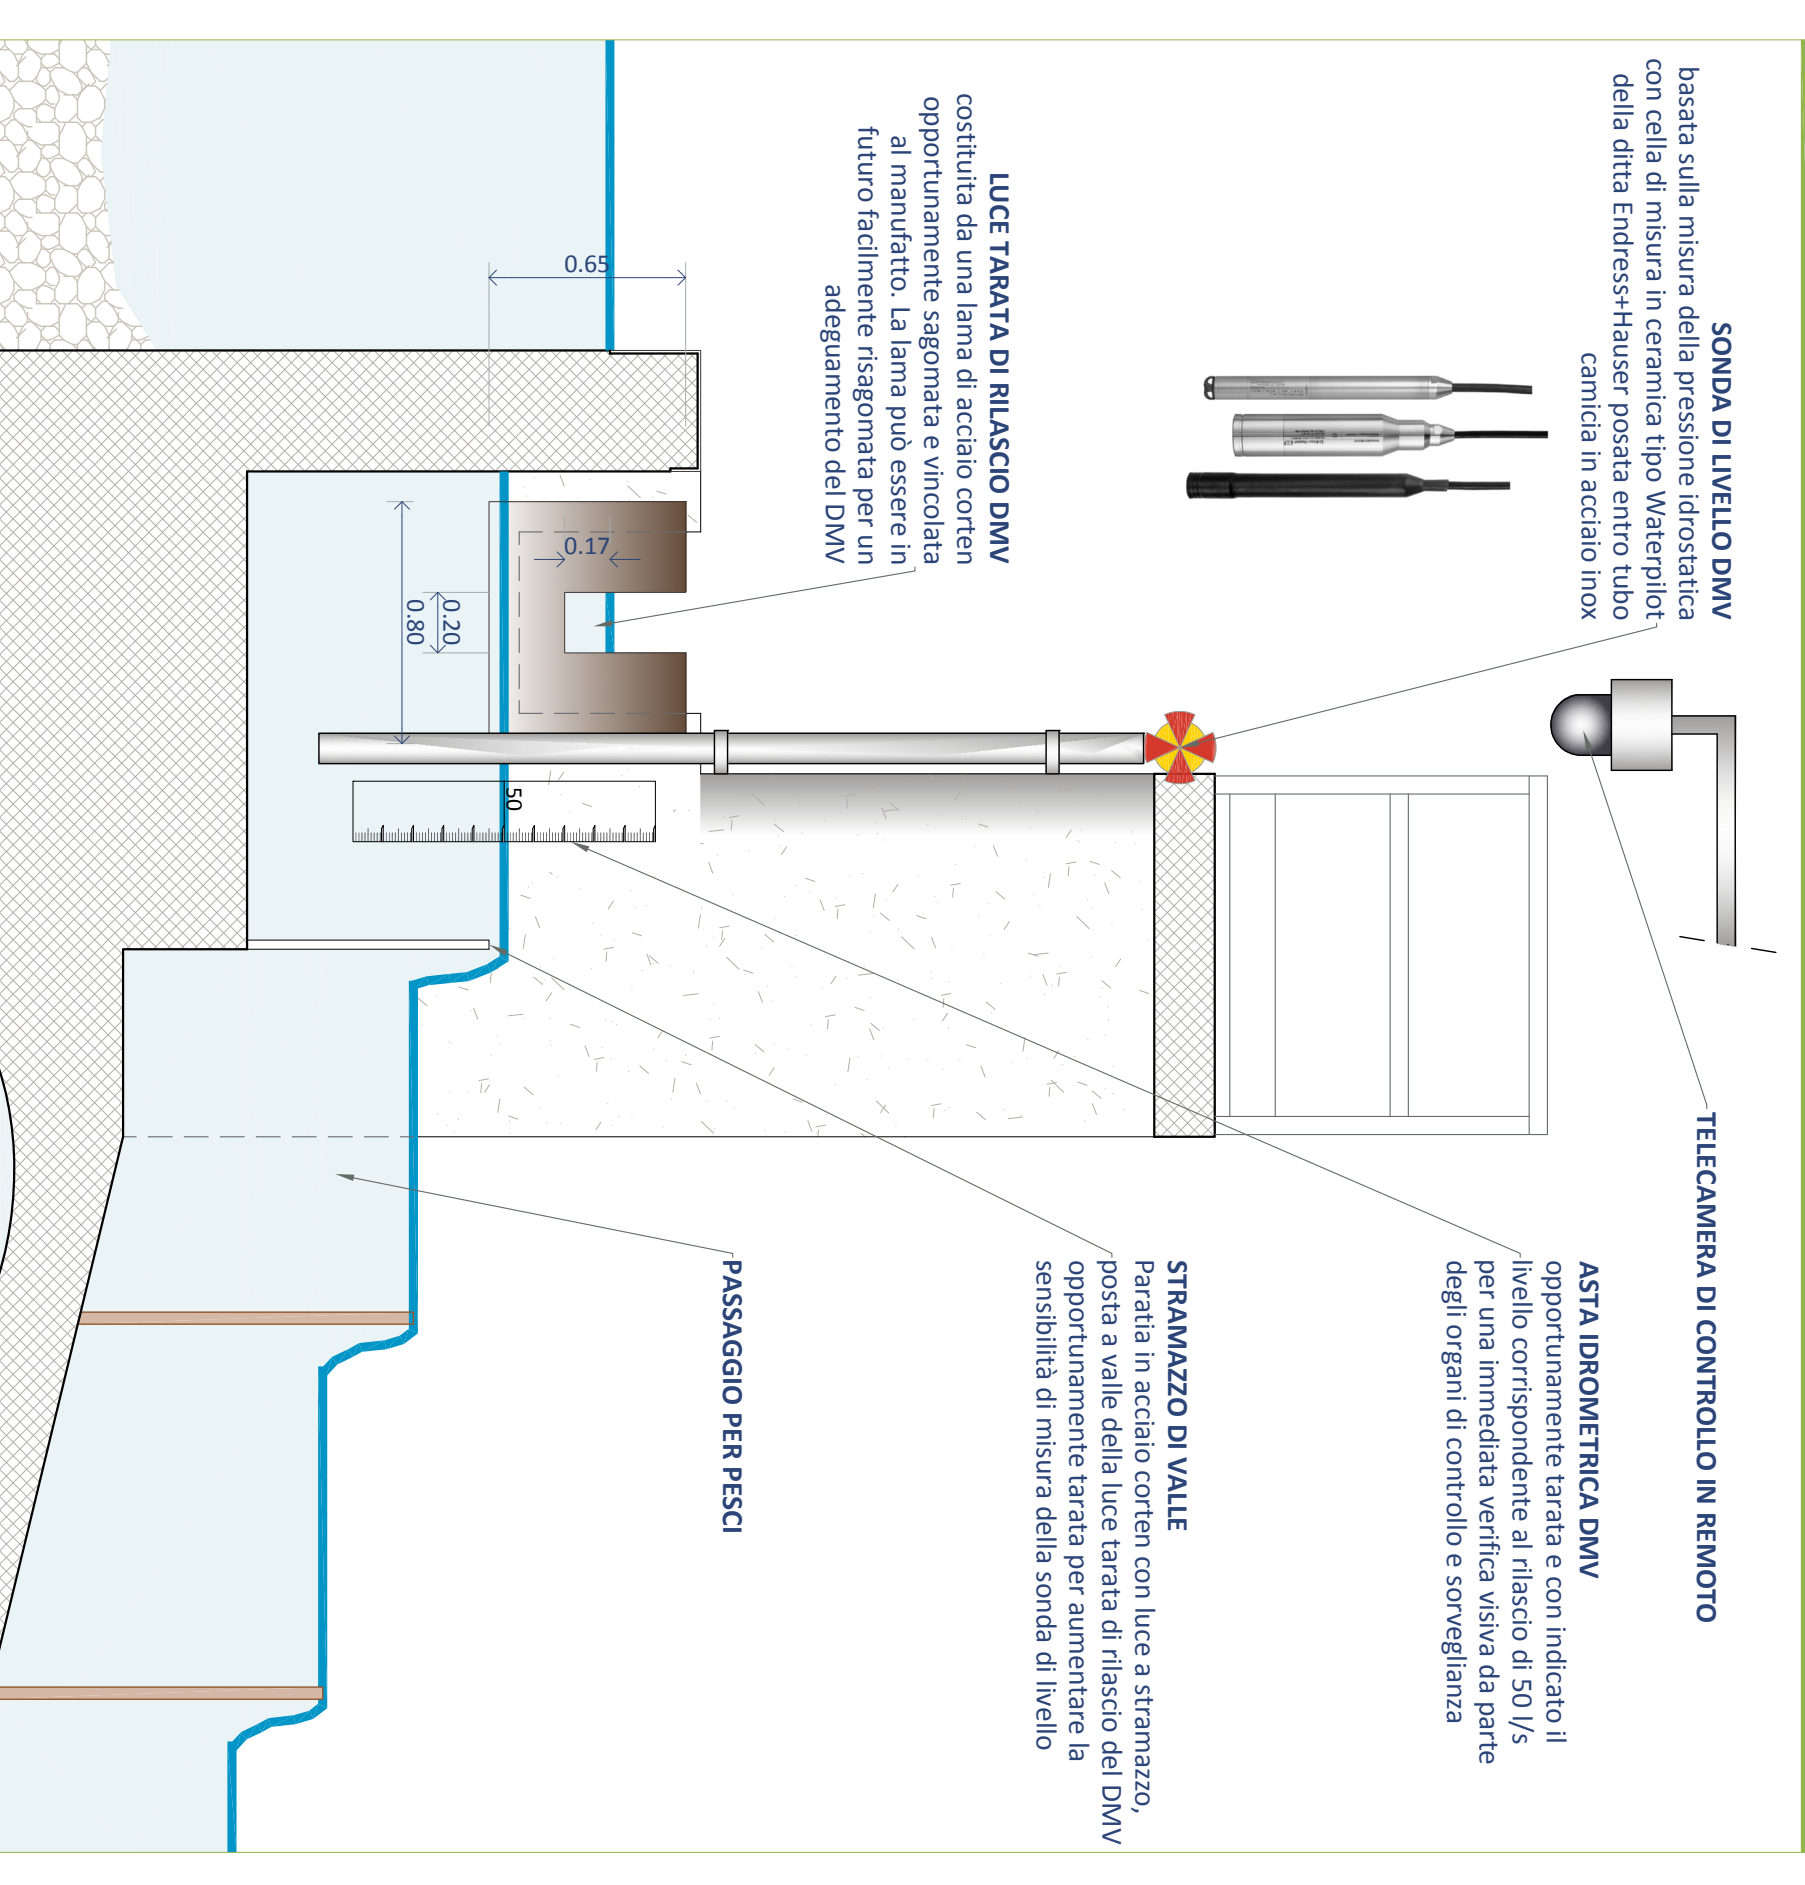 SONDA DI LIVELLO DMV
basata sulla misura della pressione idrostatica
con cella di misura in ceramica tipo Waterpilot
della ditta Endress+Hauser posata entro tubo
camicia in acciaio inox
TELECAMERA DI CONTROLLO IN REMOTO
ASTA IDROMETRICA DMV
opportunamente tarata e con indicato il
livello corrispondente al rilascio di 50 l/s
per una immediata verifica visiva da parte
degli organi di controllo e sorveglianza
LUCE TARATA DI RILASCIO DMV
costituita da una lama di acciaio corten
opportunamente sagomata e vincolata
al manufatto. La lama può essere in
futuro facilmente risagomata per un
adeguamento del DMV
STRAMAZZO DI VALLE
Paratia in acciaio corten con luce a stramazzo,
posta a valle della luce tarata di rilascio del DMV
opportunamente tarata per aumentare la
sensibilità di misura della sonda di livello
PASSAGGIO PER PESCI
0.65
0.17
0.20
0.80
50